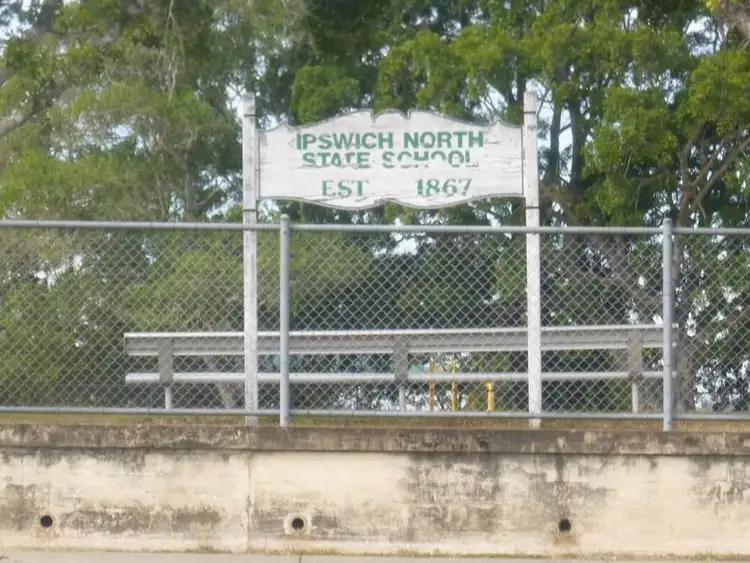 IPSWICH NORTH
STATE SCHOOL
EST 1867